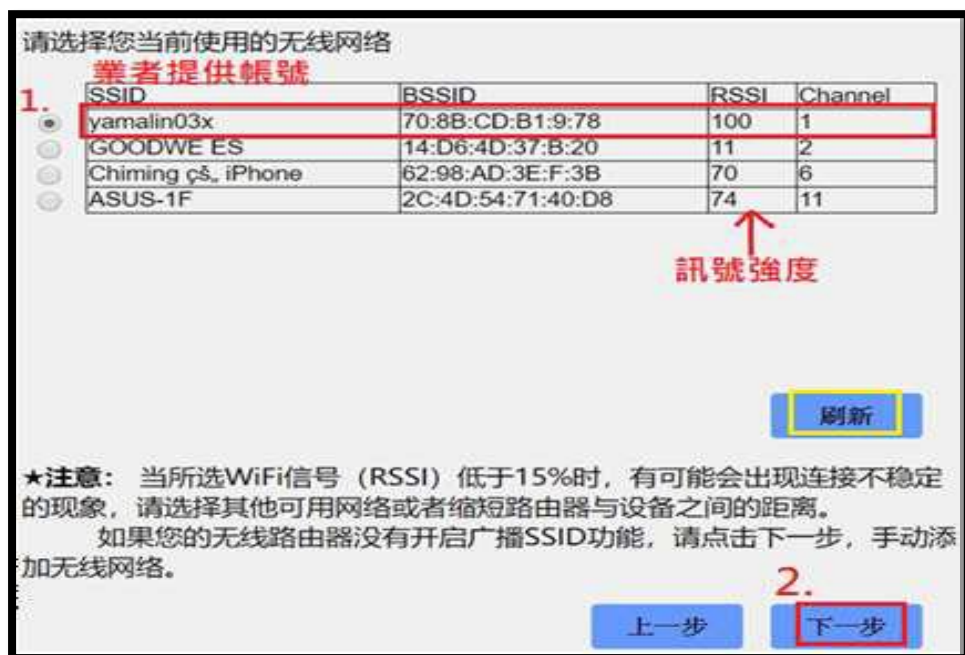 请选择您当前使用的无线网络
業者提供帳號
1.
SSID BSSID RSSI Channel
yamalin03x 70:8B:CD:B1:9:78 100 1
GOODWE ES 14:D6:4D:37:B:20 11 2
Chiming çš„ iPhone 62:98:AD:3E:F:3B 70 6
ASUS-1F 2C:4D:54:71:40:D8 74 11
訊號強度
刷新
★注意： 当所选WiFi信号（RSSI）低于15%时，有可能会出现连接不稳定
的现象，请选择其他可用网络或者缩短路由器与设备之间的距离。
如果您的无线路由器没有开启广播SSID功能，请点击下一步，手动添
加无线网络。
2.
上一步 下一步